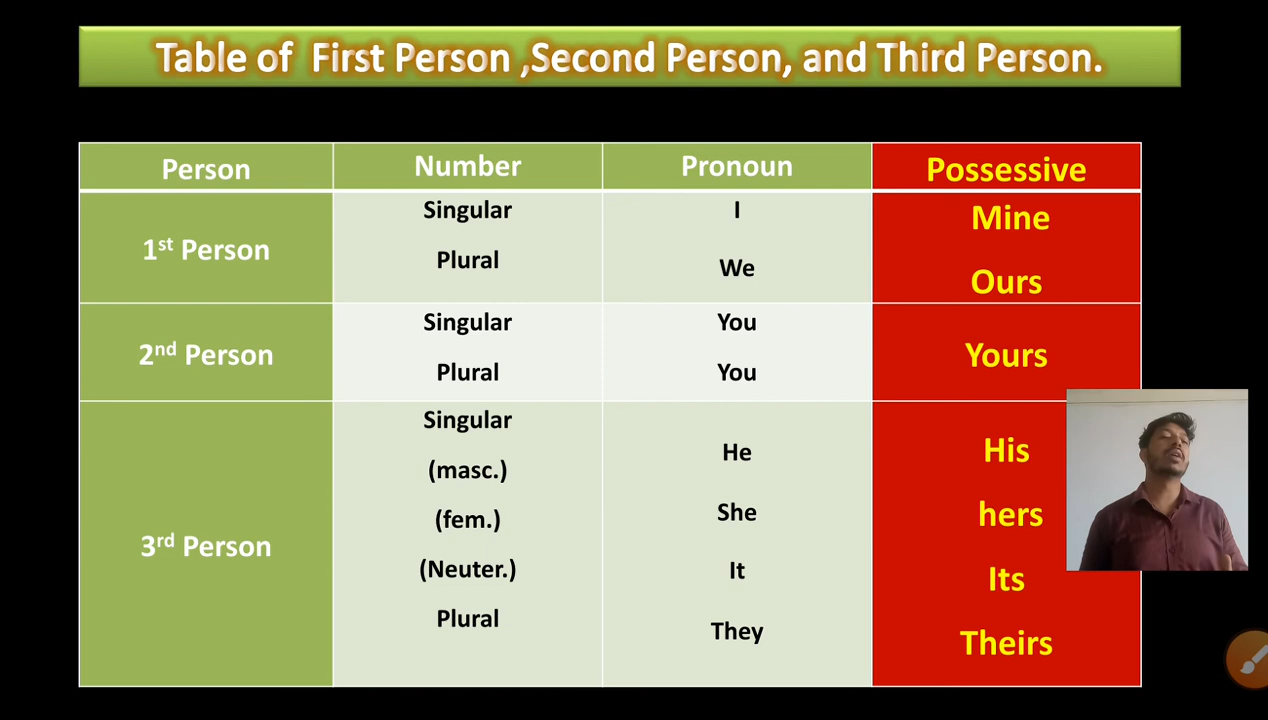 Table of First Person ,Second Person, and Third Person.
Person Number Pronoun Possessive
1st Person
Singular I Mine
Plural We Ours
2nd Person
Singular You
Yours
Plural You
3rd Person
Singular
(masc.) He His
(fem.) She hers
(Neuter.) It Its
Plural They Theirs